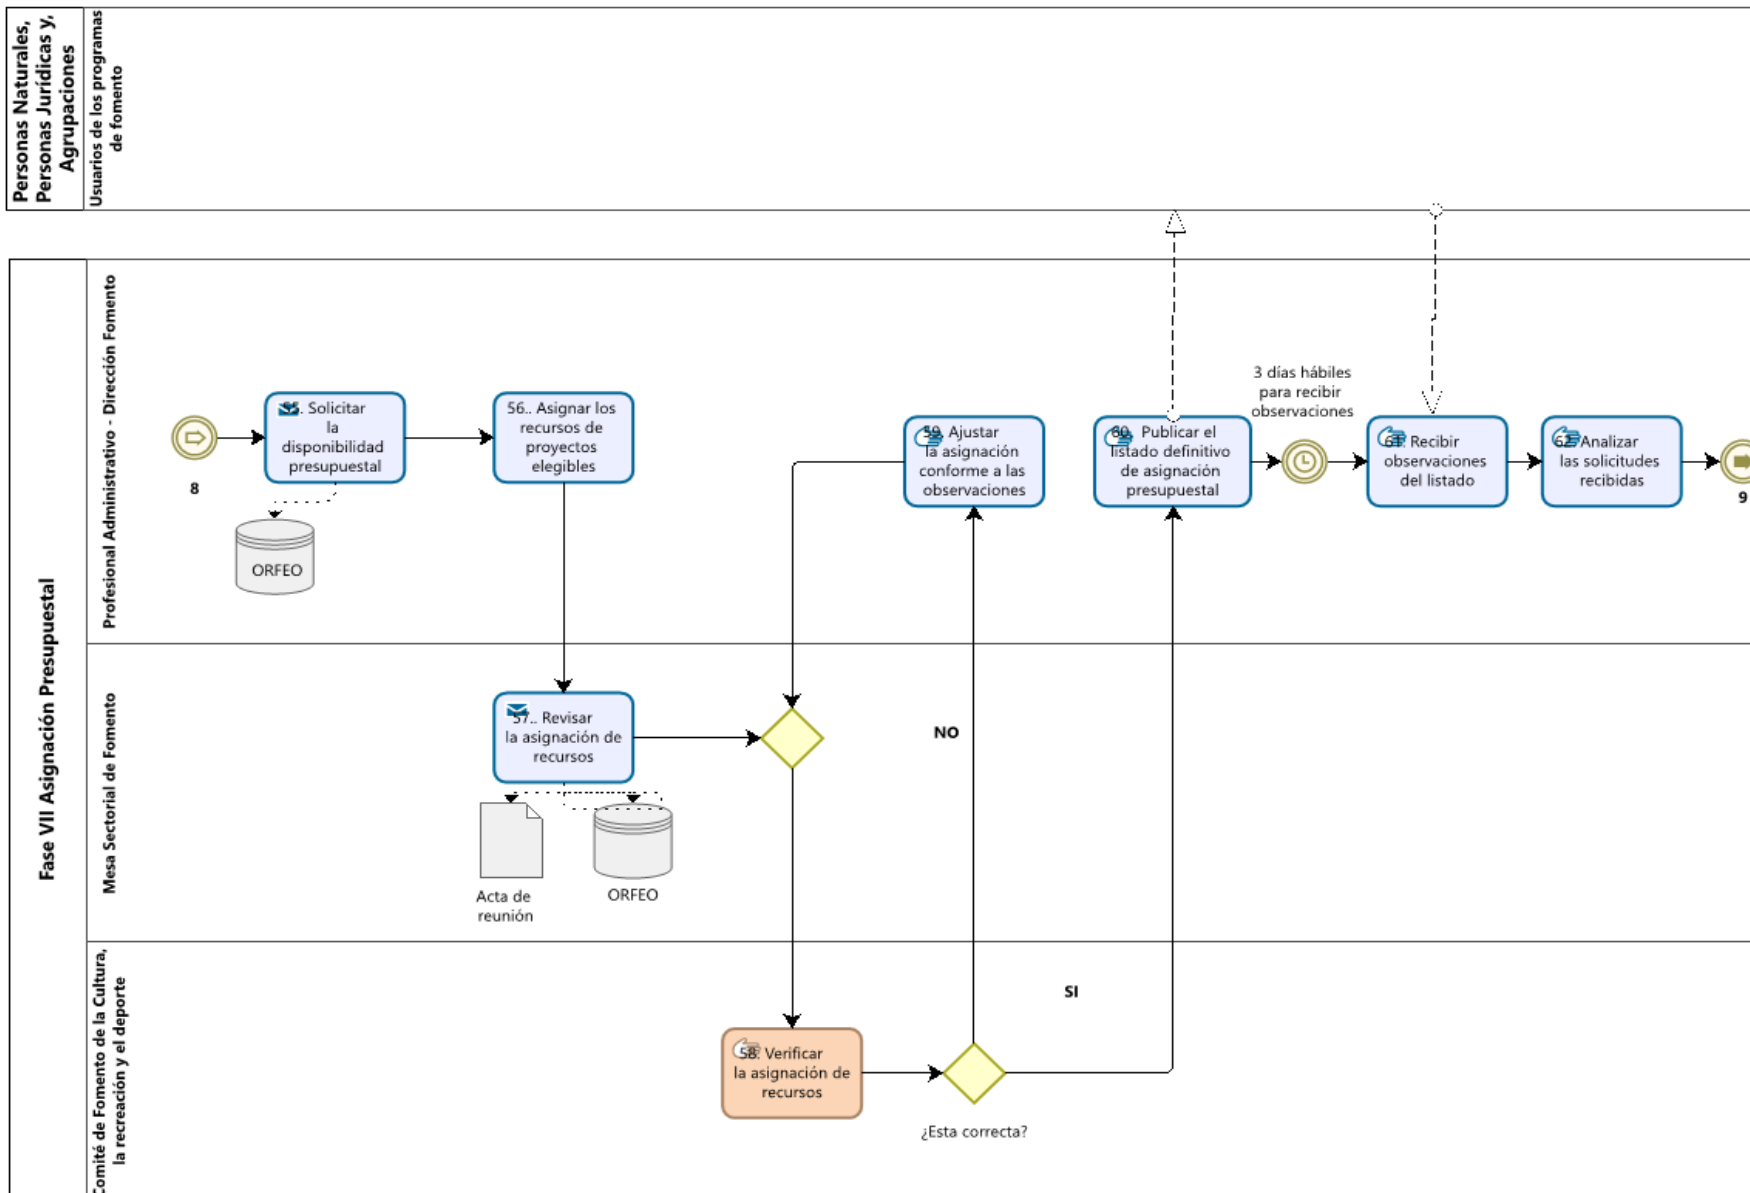 Personas Naturales,
Personas Jurídicas y,
Agrupaciones
Usuarios de los programas
de fomento
Fase VII Asignación Presupuestal
Profesional Administrativo - Dirección Fomento
8
55. Solicitar
la
disponibilidad
presupuestal
ORFEO
56.. Asignar los
recursos de
proyectos
elegibles
59. Ajustar
la asignación
conforme a las
observaciones
60. Publicar el
listado definitivo
de asignación
presupuestal
3 días hábiles
para recibir
observaciones
61. Recibir
observaciones
del listado
62. Analizar
las solicitudes
recibidas
9
Mesa Sectorial de Fomento
57.. Revisar
la asignación de
recursos
Acta de
reunión
ORFEO
NO
Comité de Fomento de la Cultura,
la recreación y el deporte
58. Verificar
la asignación de
recursos
¿Esta correcta?
SI